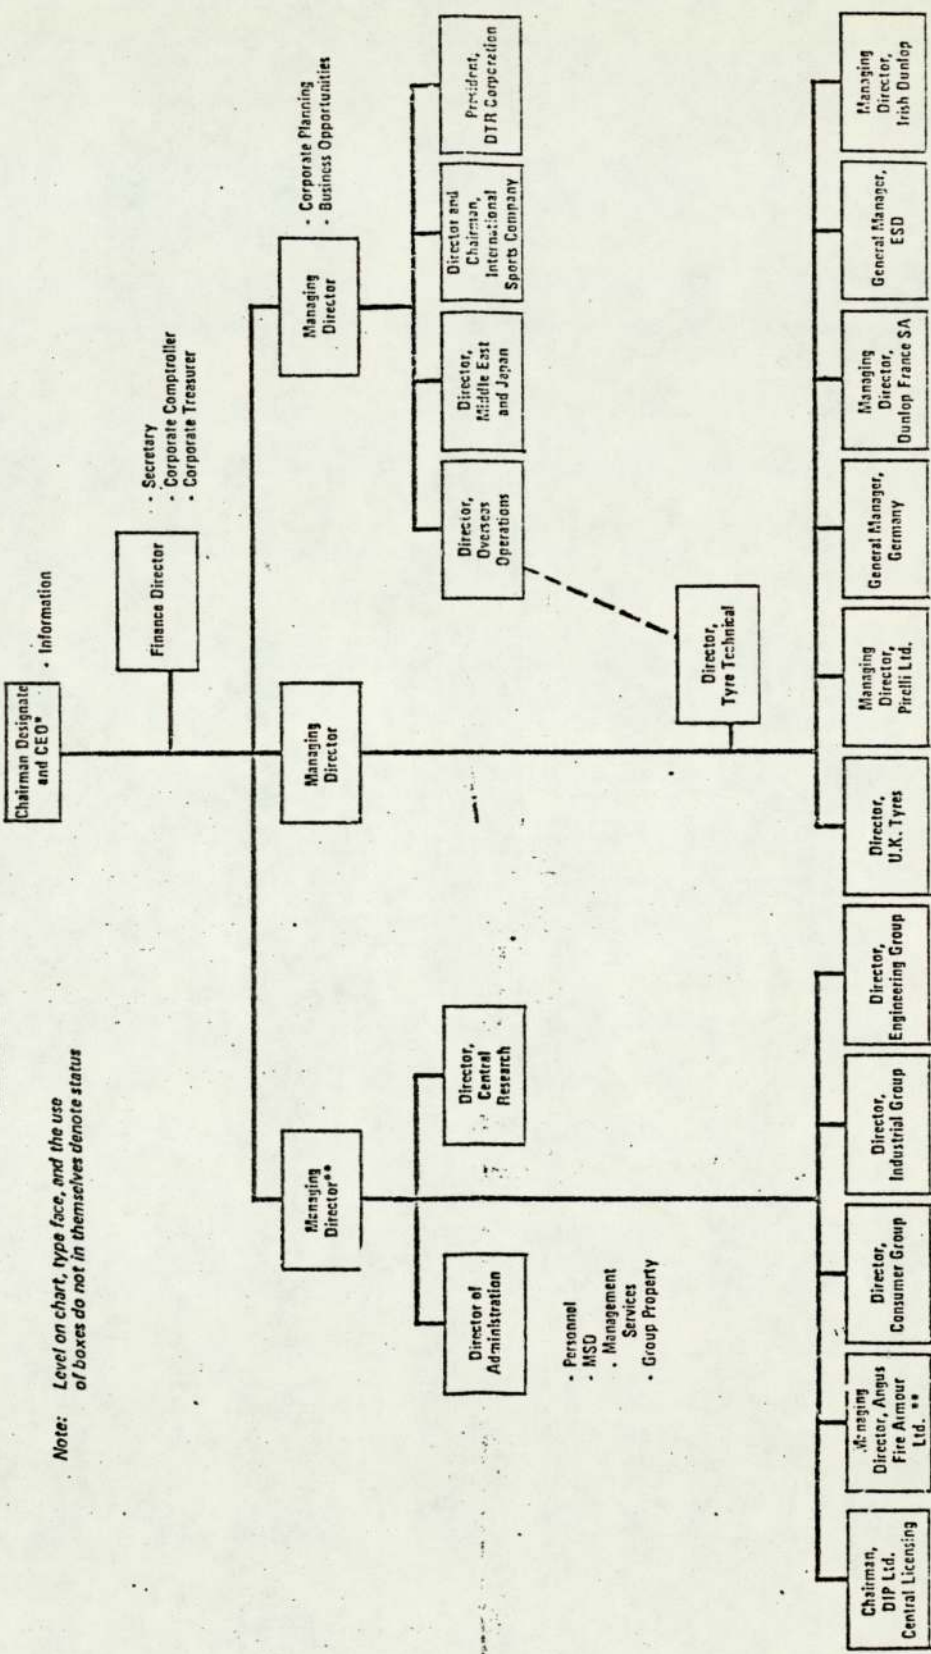 Note: Level on chart, type face, and the use
of boxes do not in themselves denote status
Chairman Designate
and CEO*
• Information
Finance Director
• Secretary
• Corporate Comptroller
• Corporate Treasurer
Managing
Director**
Managing
Director
Managing
Director
• Corporate Planning
• Business Opportunities
Director of
Administration
Director,
Central
Research
Director,
Overseas
Operations
Director,
Middle East
and Japan
Director and
Chairman,
International
Sports Company
President,
DTR Corporation
• Personnel
• MSD
• Management
Services
• Group Property
Director,
Tyre Technical
Chairman,
DIP Ltd.
Central Licensing
Managing
Director, Angus
Fire Armour
Ltd. **
Director,
Consumer Group
Director,
Industrial Group
Director,
Engineering Group
Director,
U.K. Tyres
Managing
Director,
Pirelli Ltd.
General Manager,
Germany
Managing
Director,
Dunlop France SA
General Manager,
ESD
Managing
Director,
Irish Dunlop